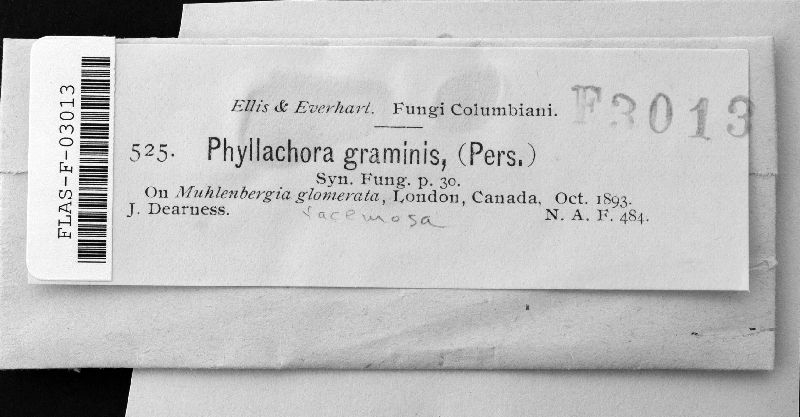 FLAS-F-03013
Ellis & Everhart. Fungi Columbiani.
F3013
525. Phyllachora graminis, (Pers.)
Syn. Fung. p. 30.
On Muhlenbergia glomerata, London, Canada, Oct. 1893.
J. Dearness. racemosa N. A. F. 484.